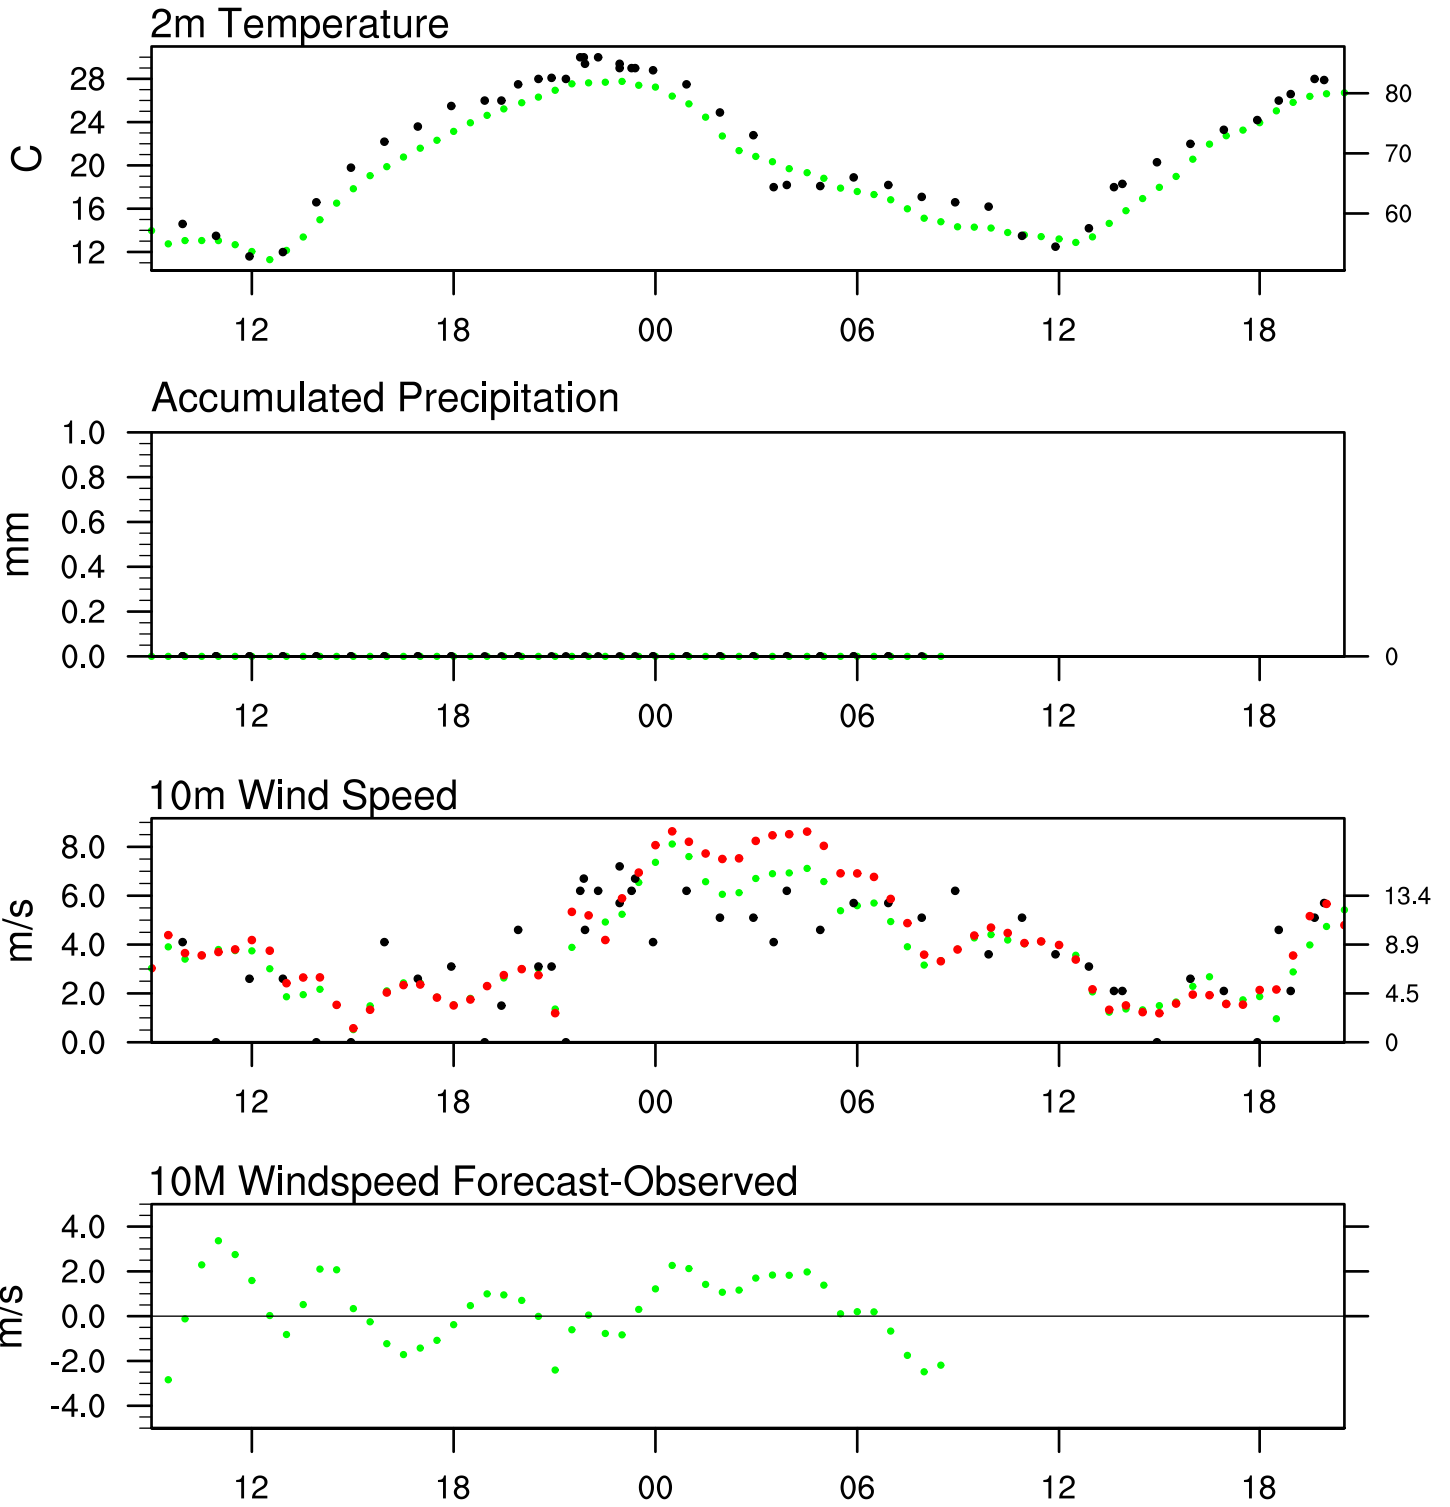 2m Temperature
28
24
20
16
12
C
80
70
60
12 18 00 06 12 18
Accumulated Precipitation
1.0
0.8
0.6
0.4
0.2
0.0
mm
0
12 18 00 06 12 18
10m Wind Speed
8.0
6.0
4.0
2.0
0.0
m/s
13.4
8.9
4.5
0
12 18 00 06 12 18
10M Windspeed Forecast-Observed
4.0
2.0
0.0
-2.0
-4.0
m/s
12 18 00 06 12 18